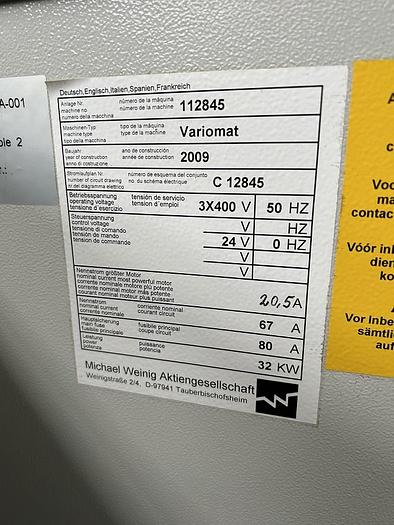 A-001
ple 2
Deutsch,Englisch,Italien,Spanien,Frankreich
Anlage Nr.
machine no
numero della macchina
número de la máquina
numéro de la machine
112845
Maschinen-Typ
machine type
tipo della macchina
tipo de la máquina
type de la machine
Variomat
Baujahr
year of construction
anno di costruzione
ano de construcción
année de construction
2009
Stromlaufplan Nr.
number of circuit drawing
nr.del diagramma elettrico
número de esquema del conjunto
no. du schéma électrique
C 12845
Betriebsspannung
operating voltage
tensione d'esercizio
tensión de servicio
tension d'emploi
3X400 V
50 HZ
Steuerspannung
control voltage
tensione di comando
tensión de mando
tension de commande
V HZ
24 V 0 HZ
V
V
Nennstrom größter Motor
nominal current most powerful motor
corrente nominale motore più potente
corriente nominal motor más potente
courant nominal moteur plus puissant
20,5A
Nennstrom
nominal current
corrente nominale
corriente nominal
courant circuit
67 A
Hauptsicherung
main fuse
fusibile principale
fusible principal
coupe circuit
80 A
Leistung
power
potenza
puissance
potencia
32 KW
Michael Weinig Aktiengesellschaft
Weinigstraße 2/4, D-97941 Tauberbischofsheim
A
c
Voo
ma
contac
Vóór in
dien
ko
A
Vor Inbe
sämtli
auf